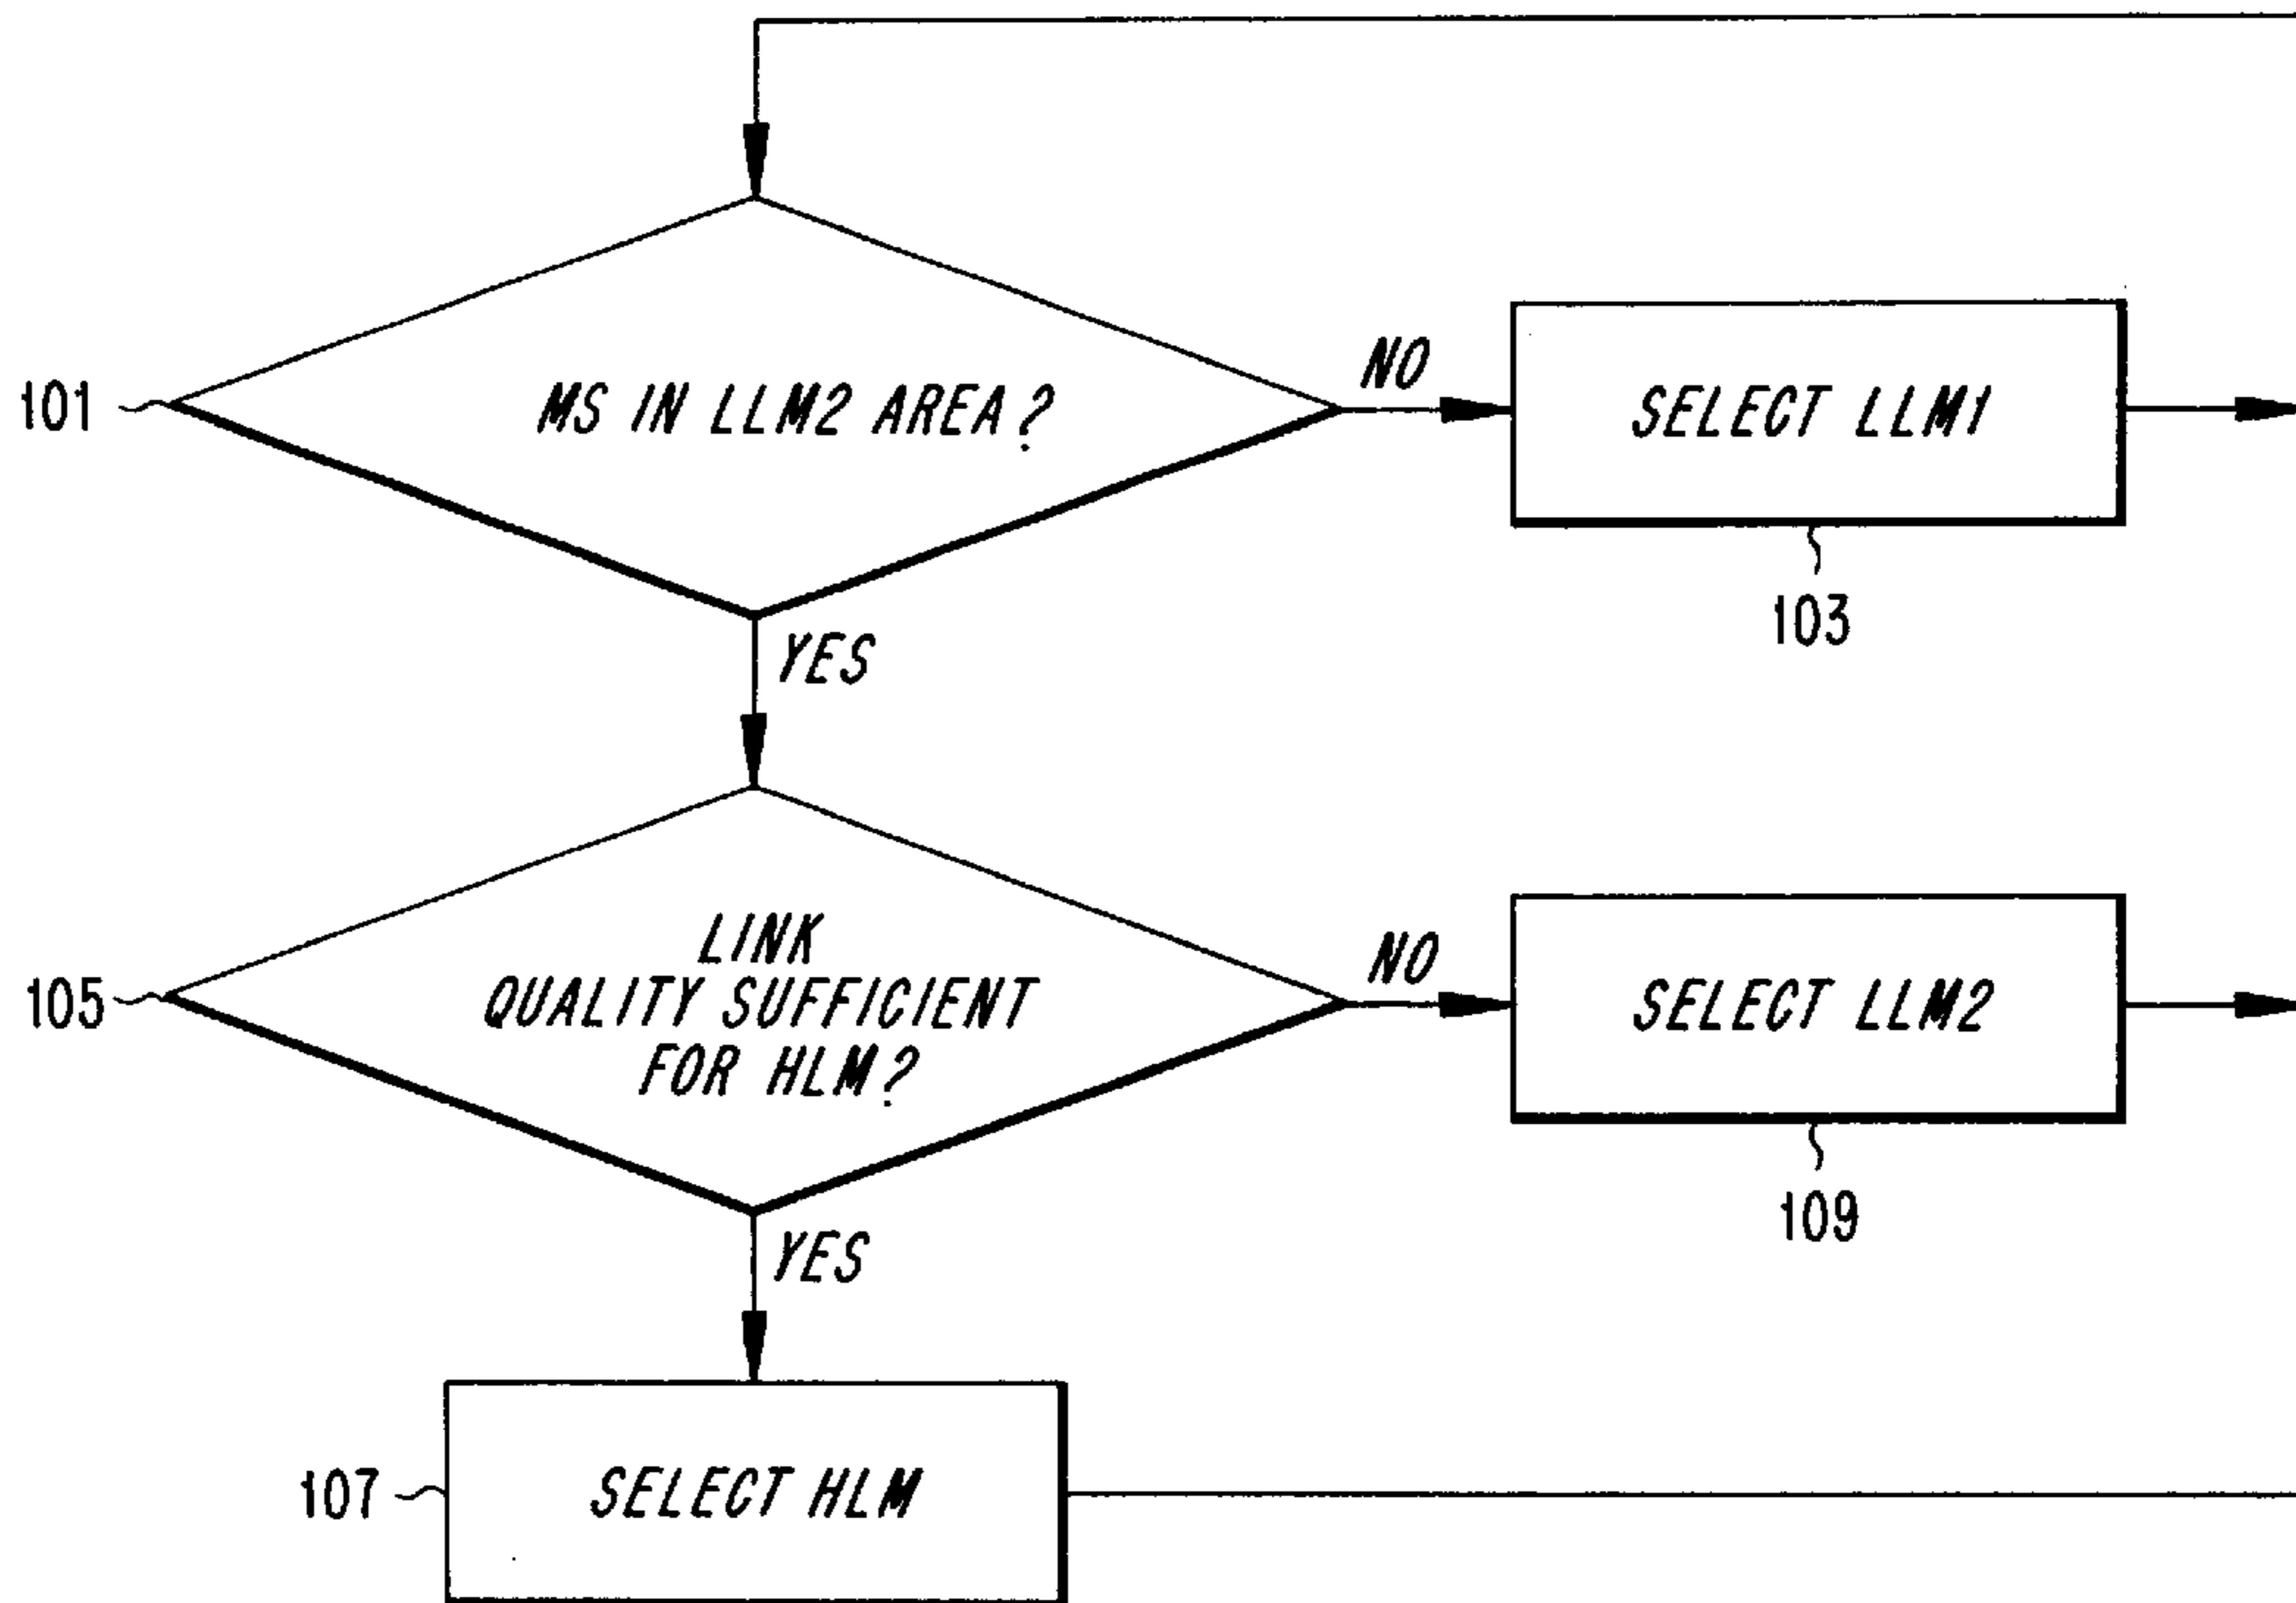 101
MS IN LLM2 AREA?
NO
SELECT LLM1
103
YES
105
LINK
QUALITY SUFFICIENT
FOR HLM?
NO
SELECT LLM2
109
YES
107
SELECT HLM